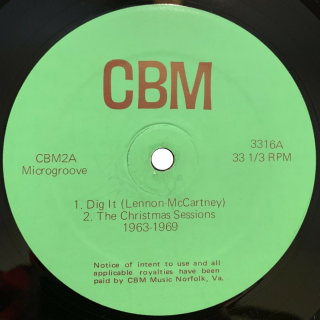 CBM
CBM2A
Microgroove
3316A
33 1/3 RPM
1. Dig It (Lennon-McCartney)
2. The Christmas Sessions
1963-1969
Notice of intent to use and all
applicable royalties have been
paid by CBM Music Norfolk, Va.